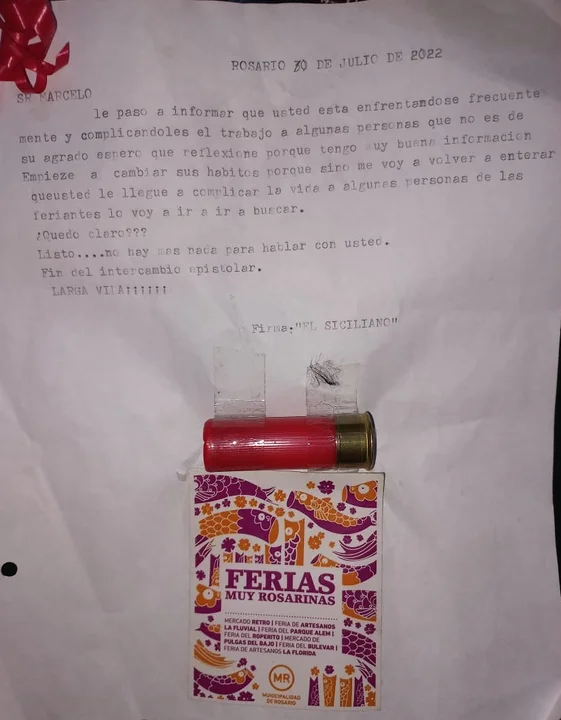 ROSARIO 30 DE JULIO DE 2022
SR MARCELO
le paso a informar que usted esta enfrentandose frecuente
mente y complicandoles el trabajo a algunas personas que no es de
su agrado espero que reflexione porque tengo muy buena informacion
Empieze a cambiar sus habitos porque sino me voy a volver a enterar
queusted le llegue a complicar la vida a algunas personas de las
feriantes lo voy a ir a ir a buscar.
¿Quedo claro???
Listo....no hay mas nada para hablar con usted.
Fin del intercambio epistolar.
LARGA VIDA¡¡¡¡¡¡
Firma:"EL SICILIANO"
FERIAS
MUY ROSARINAS
MERCADO RETRO | FERIA DE ARTESANOS
LA FLUVIAL | FERIA DEL PARQUE ALEM |
FERIA DEL ROPERITO | MERCADO DE
PULGAS DEL BAJO | FERIA DEL BULEVAR |
FERIA DE ARTESANOS LA FLORIDA
MR
MUNICIPALIDAD
DE ROSARIO